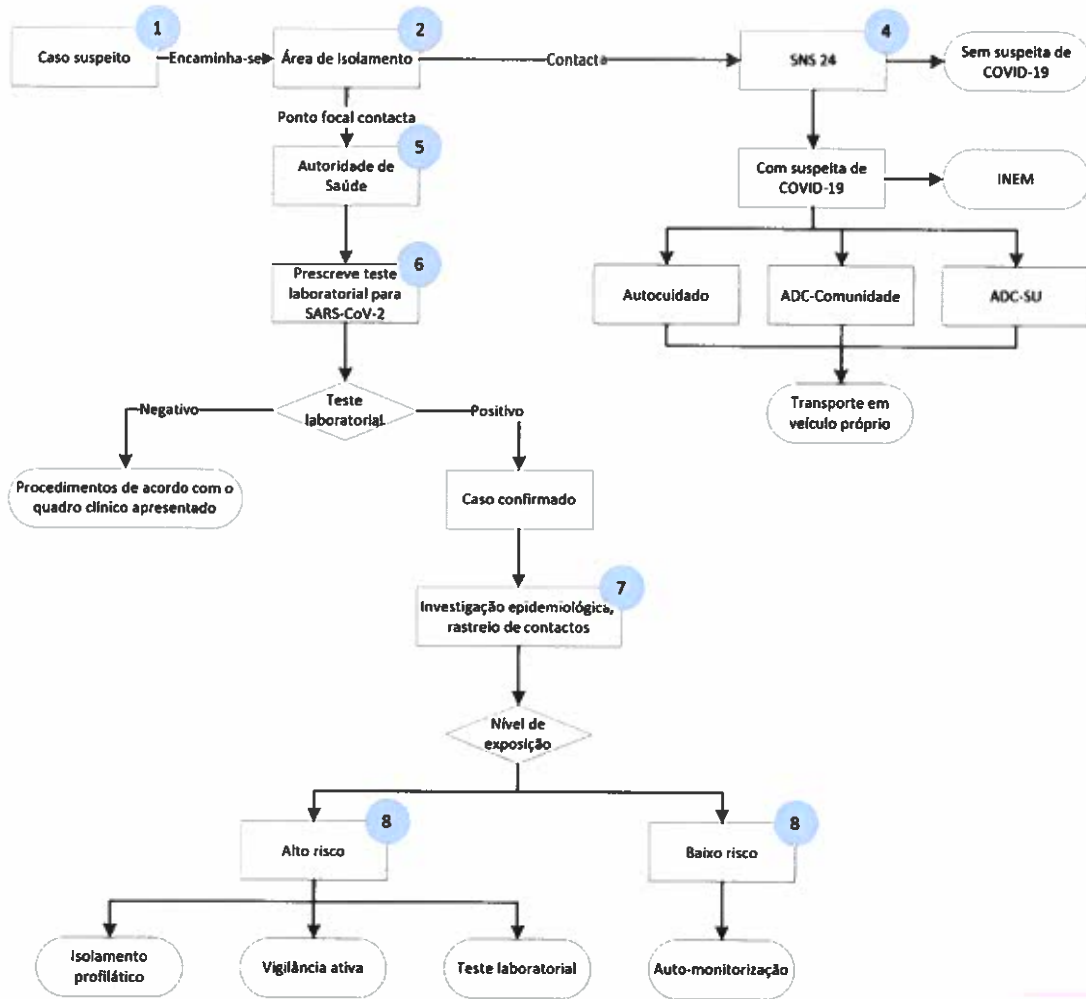 1
2
4
Caso suspeito
Encaminha-se
Área de Isolamento
Contacta
SNS 24
Sem suspeita de
COVID-19
Ponto focal contacta
5
Autoridade de
Saúde
Com suspeita de
COVID-19
INEM
6
Prescreve teste
laboratorial para
SARS-CoV-2
Autocuidado
ADC-Comunidade
ADC-SU
Negativo
Teste
laboratorial
Positivo
Transporte em
veículo próprio
Procedimentos de acordo com o
quadro clínico apresentado
Caso confirmado
7
Investigação epidemiológica,
rastreio de contactos
Nível de
exposição
8
8
Alto risco
Baixo risco
Isolamento
profilático
Vigilância ativa
Teste laboratorial
Auto-monitorização